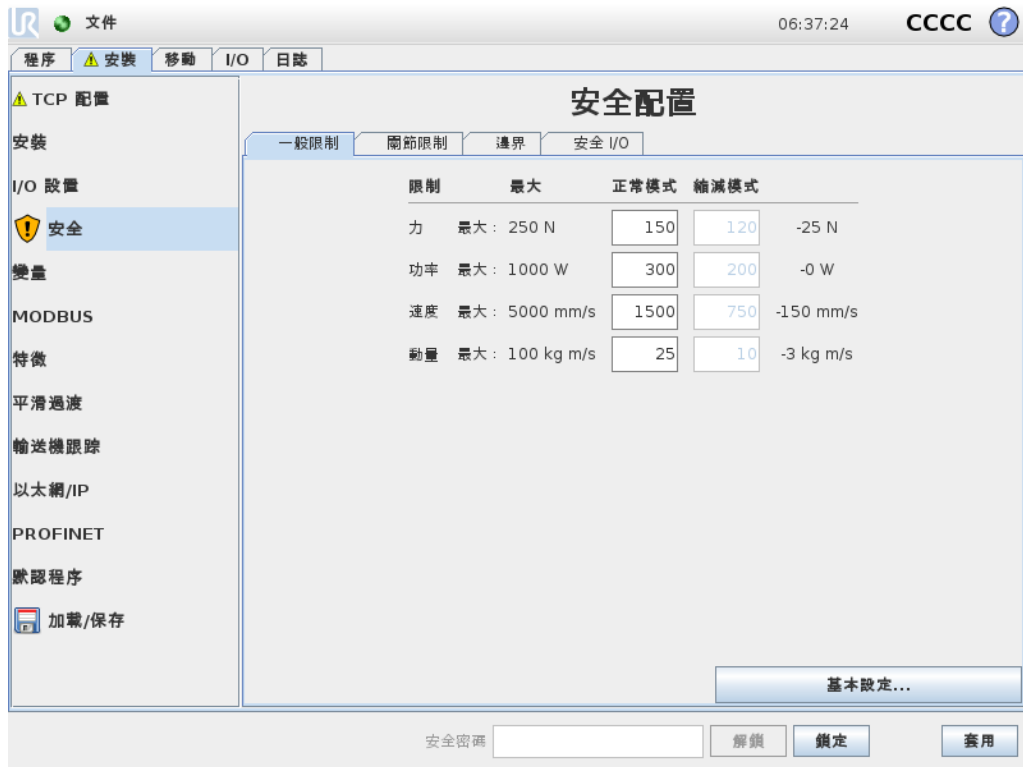 UR 文件 06:37:24 CCCC ?
程序 安裝 移動 I/O 日誌
TCP 配置
安裝
I/O 設置
安全
變量
MODBUS
特徵
平滑過渡
輸送機跟踪
以太網/IP
PROFINET
默認程序
加載/保存
安全配置
一般限制 關節限制 邊界 安全 I/O
限制 最大 正常模式 縮減模式
力 最大： 250 N 150 120 -25 N
功率 最大： 1000 W 300 200 -0 W
速度 最大： 5000 mm/s 1500 750 -150 mm/s
動量 最大： 100 kg m/s 25 10 -3 kg m/s
基本設定...
安全密碼 解鎖 鎖定 套用